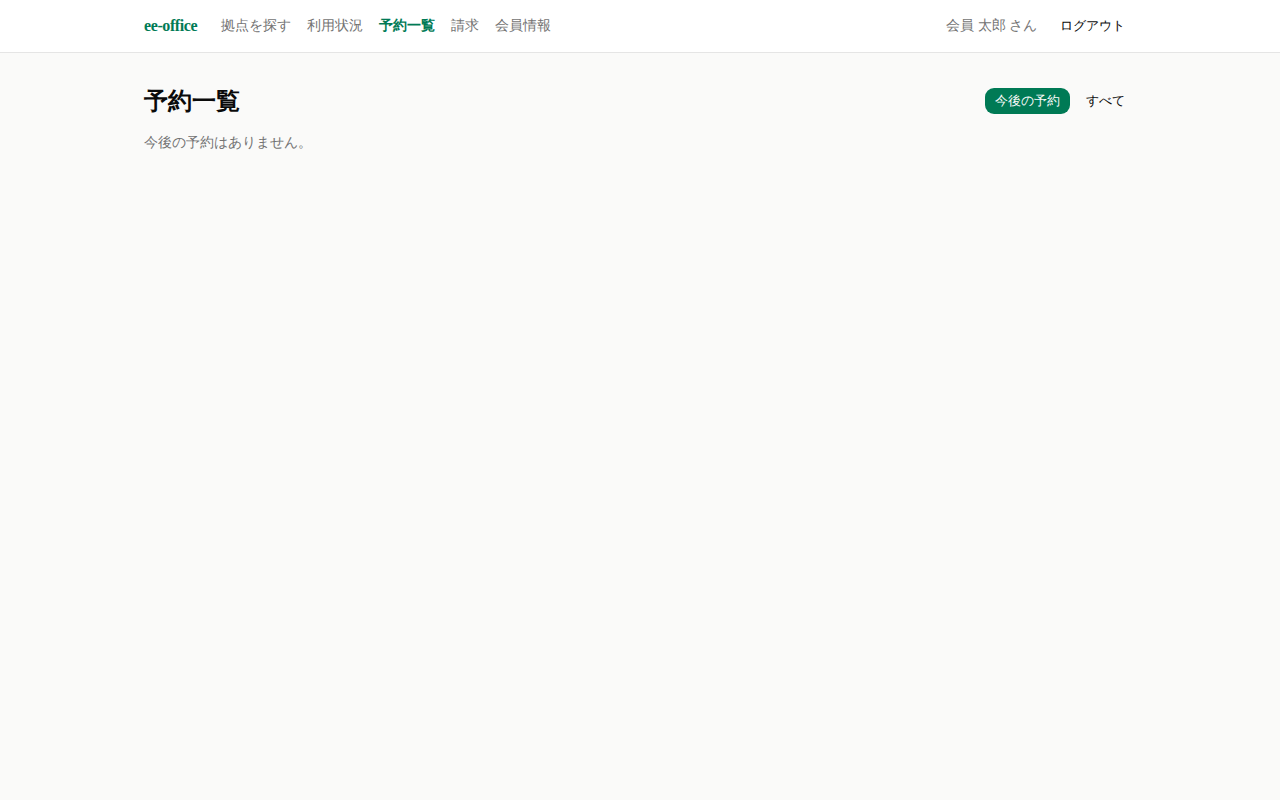 ee-office 拠点を探す 利用状況 予約一覧 請求 会員情報 会員 太郎 さん ログアウト
予約一覧 今後の予約 すべて
今後の予約はありません。